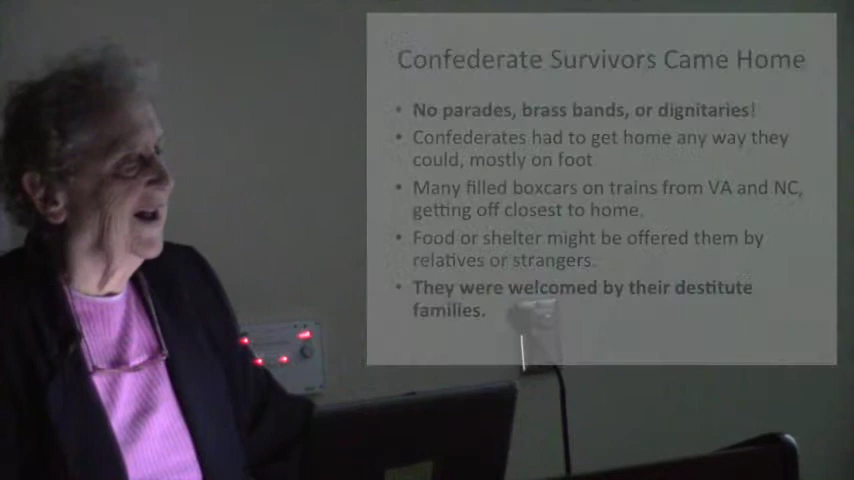 Confederate Survivors Came Home
• No parades, brass bands, or dignitaries!
• Confederates had to get home any way they
could, mostly on foot
• Many filled boxcars on trains from VA and NC,
getting off closest to home.
• Food or shelter might be offered them by
relatives or strangers.
• They were welcomed by their destitute
families.